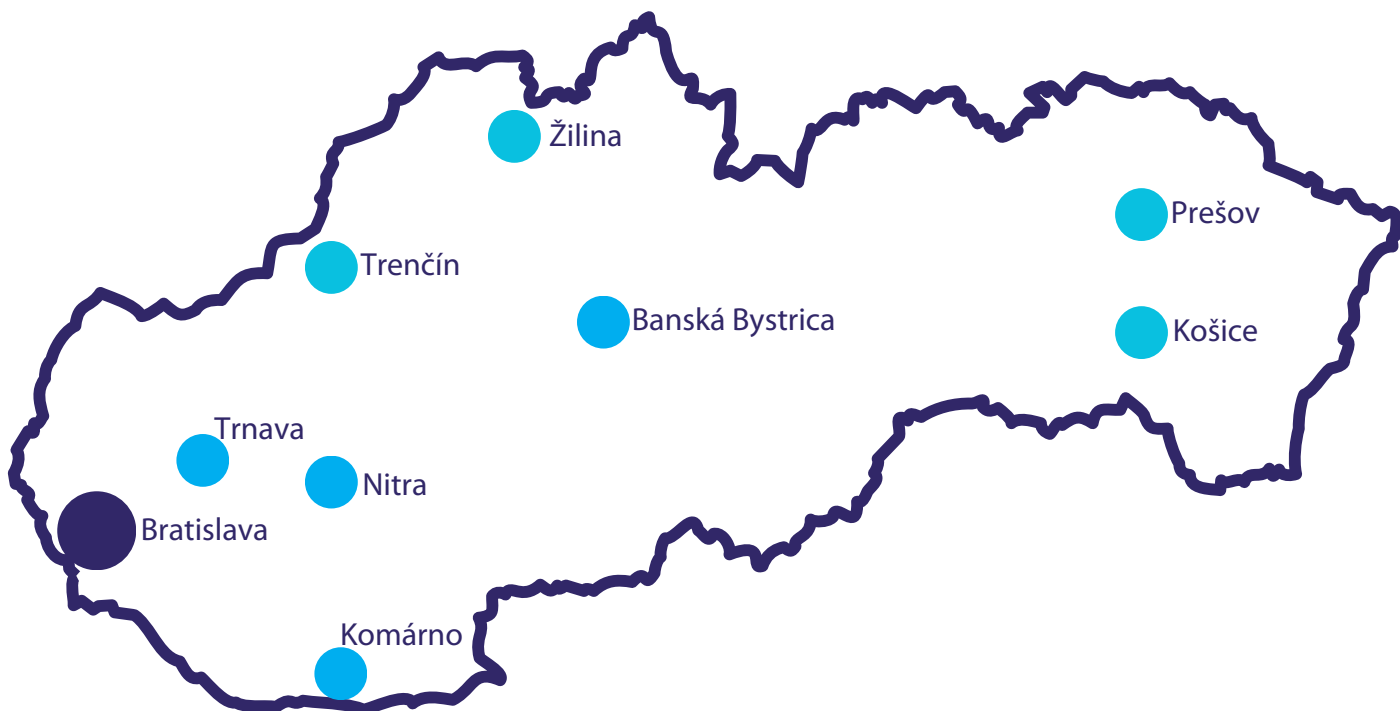 Žilina
Prešov
Trenčín
Banská Bystrica
Košice
Trnava
Nitra
Bratislava
Komárno